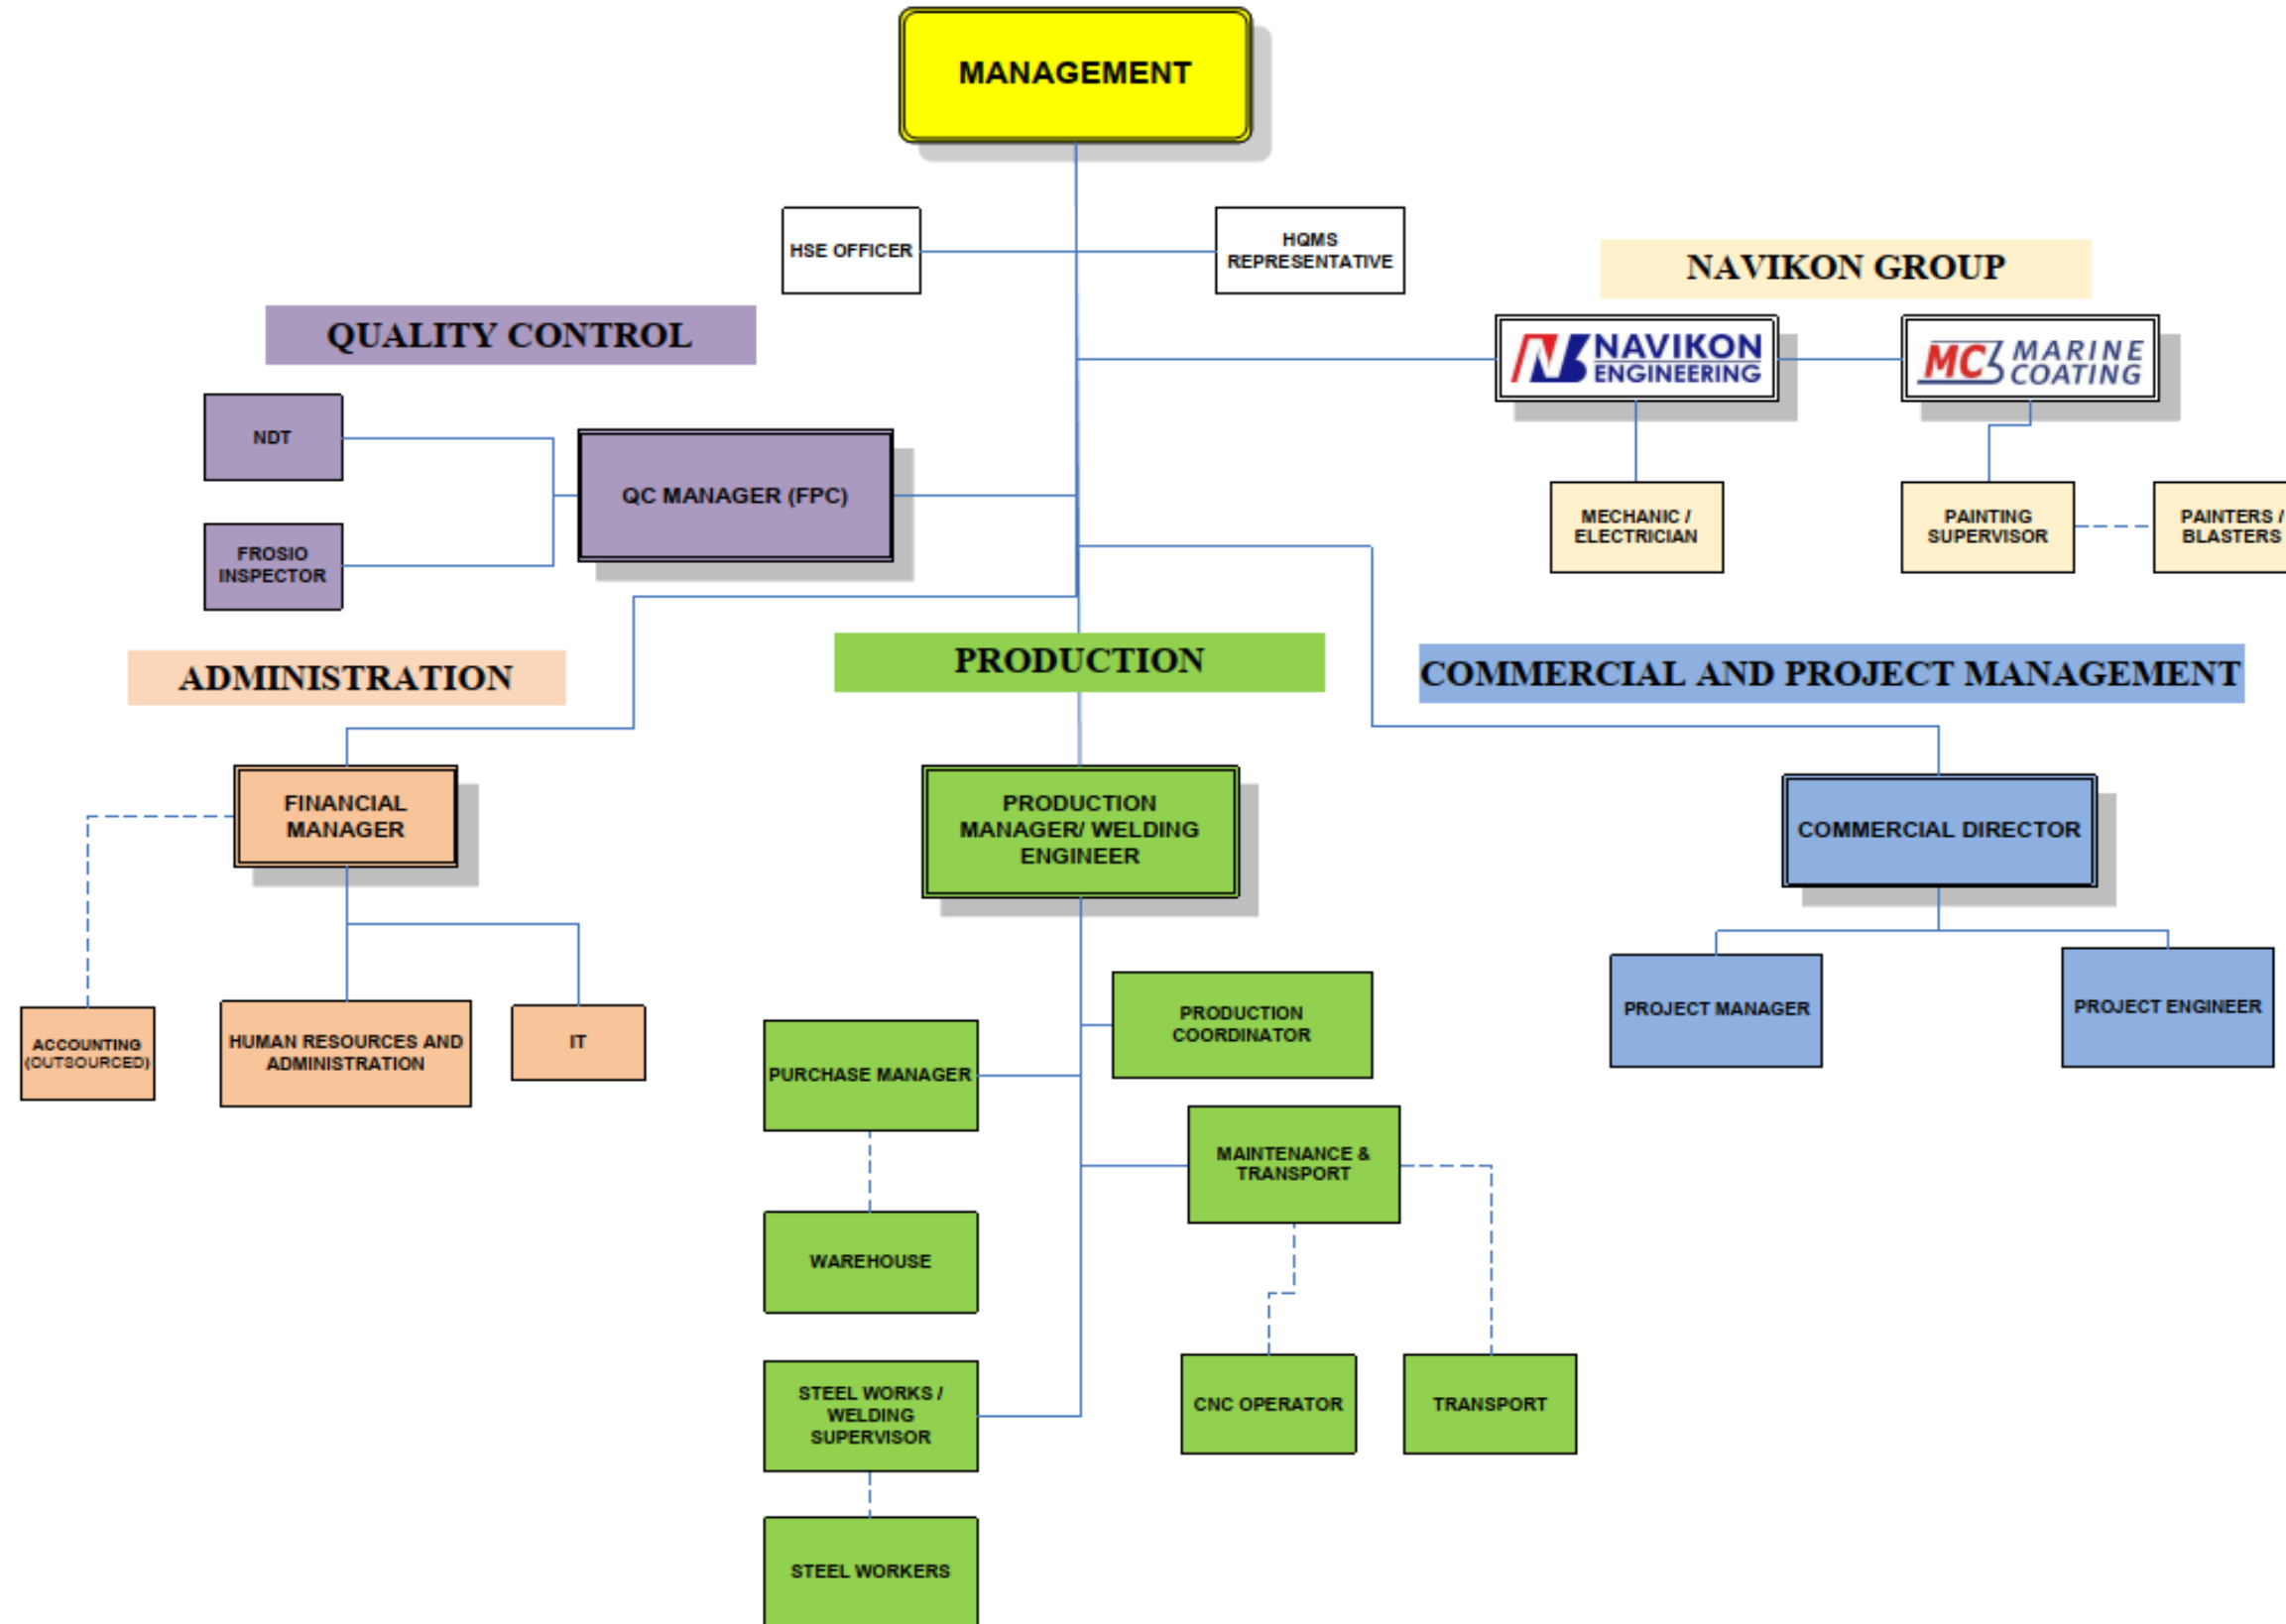 MANAGEMENT
HSE OFFICER
HQMS
REPRESENTATIVE
NAVIKON GROUP
QUALITY CONTROL
NAVIKON
ENGINEERING
MC MARINE
COATING
NDT
QC MANAGER (FPC)
FROSIO
INSPECTOR
MECHANIC /
ELECTRICIAN
PAINTING
SUPERVISOR
PAINTERS /
BLASTERS
ADMINISTRATION
PRODUCTION
COMMERCIAL AND PROJECT MANAGEMENT
FINANCIAL
MANAGER
PRODUCTION
MANAGER/ WELDING
ENGINEER
COMMERCIAL DIRECTOR
ACCOUNTING
(OUTSOURCED)
HUMAN RESOURCES AND
ADMINISTRATION
IT
PRODUCTION
COORDINATOR
PROJECT MANAGER
PROJECT ENGINEER
PURCHASE MANAGER
MAINTENANCE &
TRANSPORT
WAREHOUSE
STEEL WORKS /
WELDING
SUPERVISOR
CNC OPERATOR
TRANSPORT
STEEL WORKERS